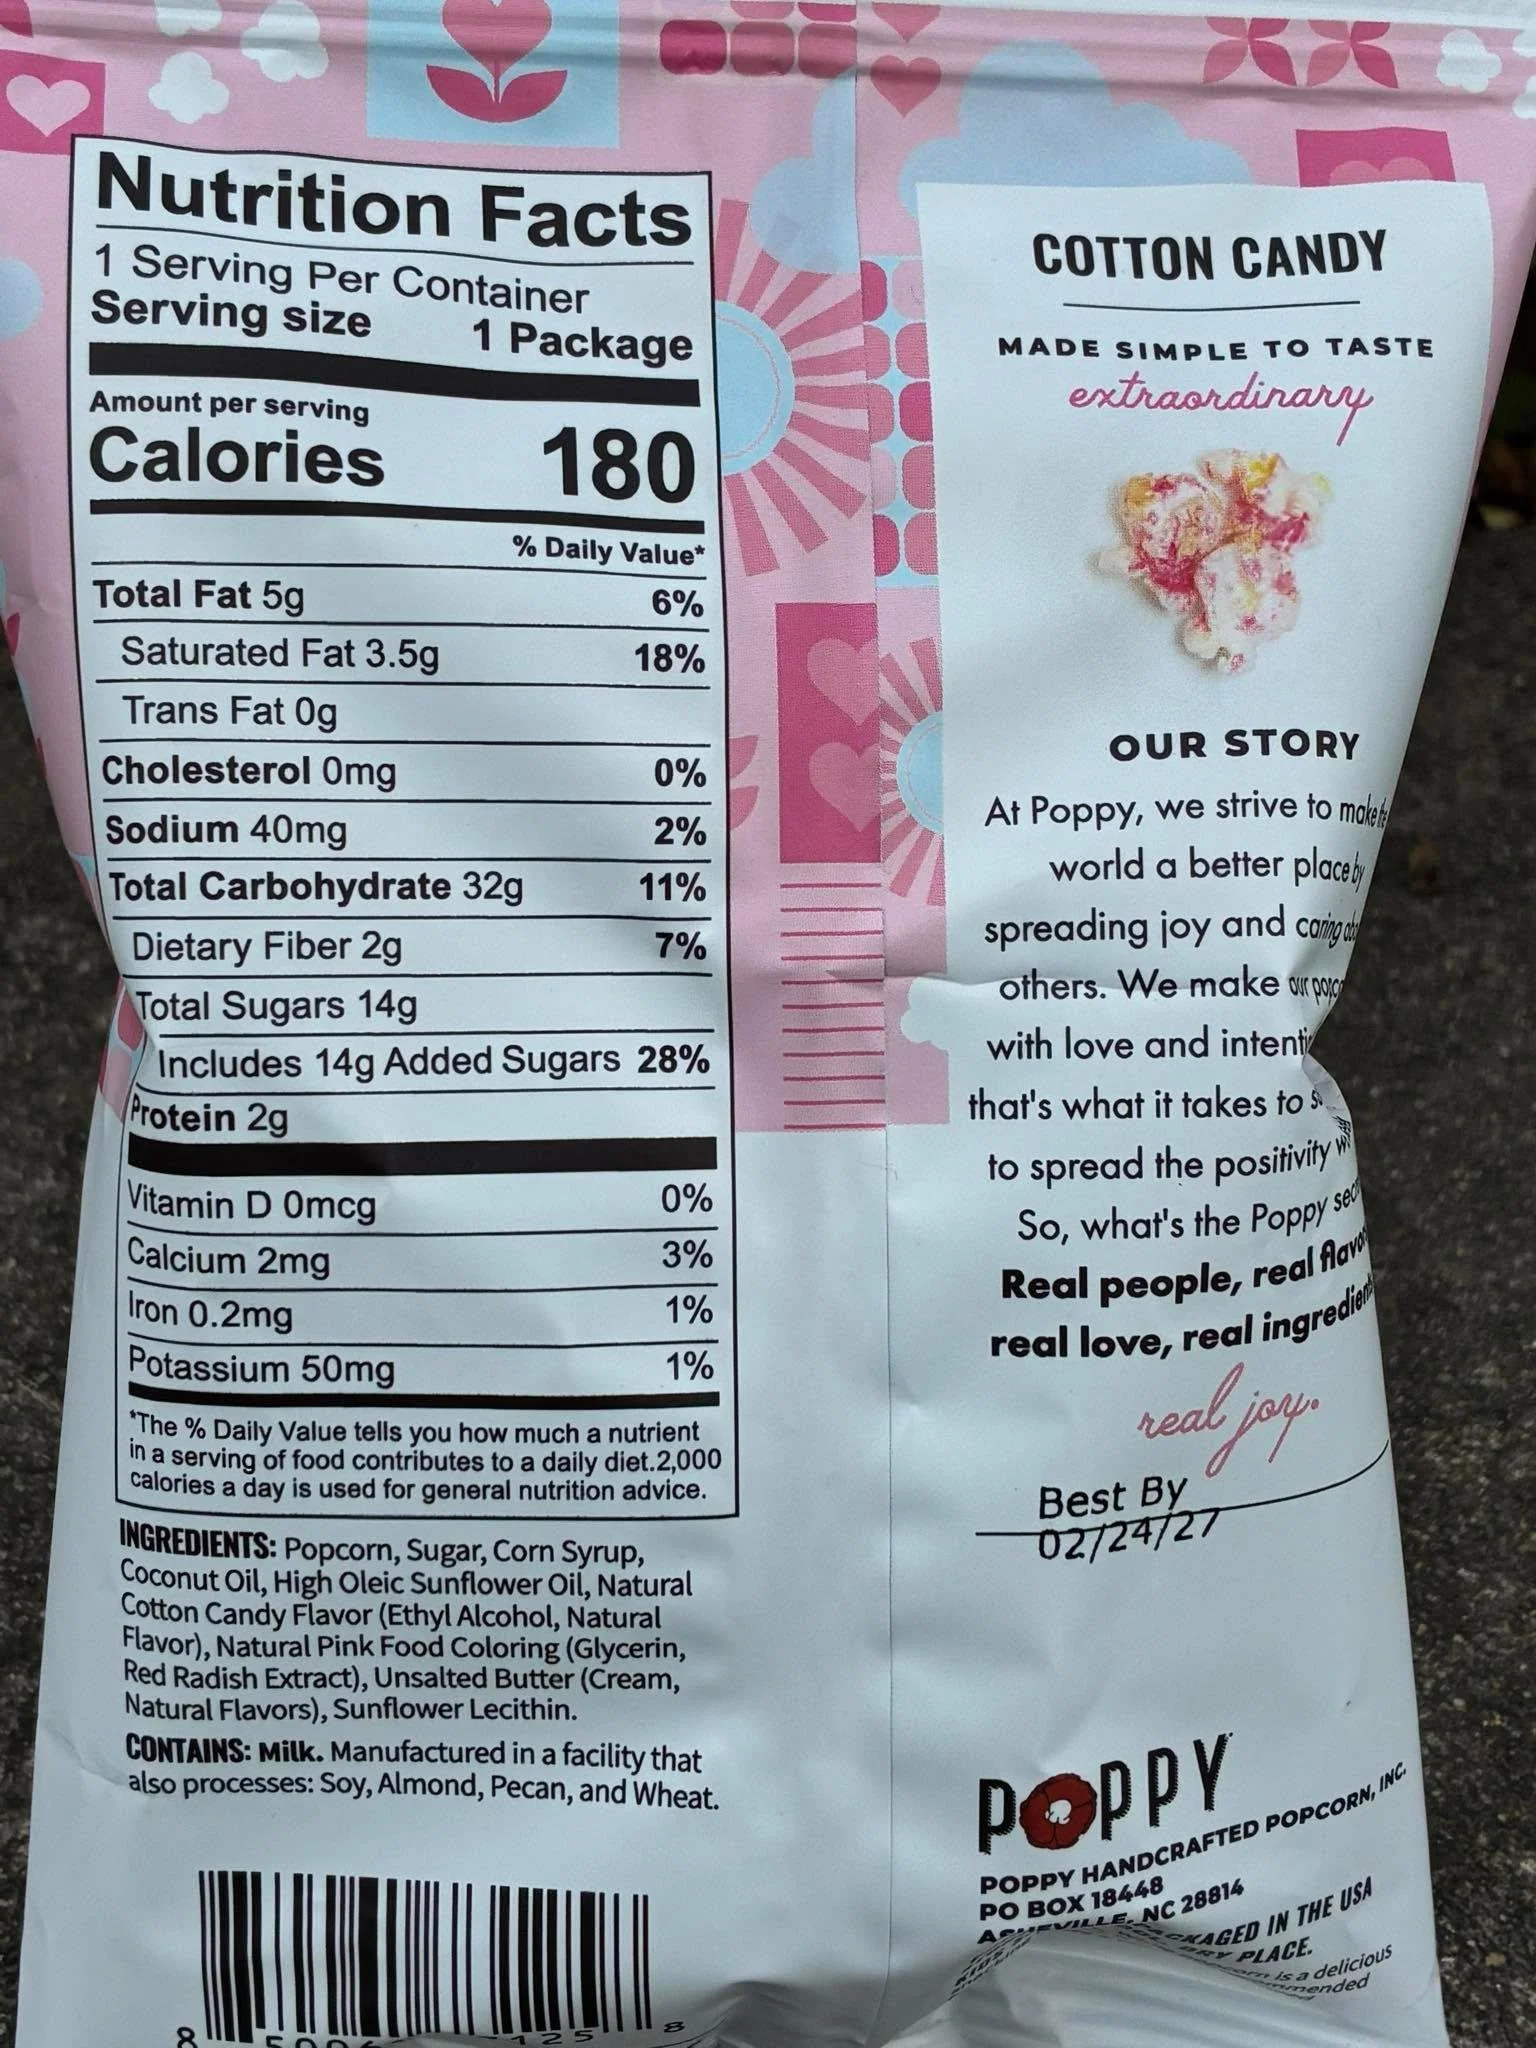 Nutrition Facts
1 Serving Per Container
Serving size 1 Package
Amount per serving
Calories 180
% Daily Value*
Total Fat 5g 6%
Saturated Fat 3.5g 18%
Trans Fat 0g
Cholesterol 0mg 0%
Sodium 40mg 2%
Total Carbohydrate 32g 11%
Dietary Fiber 2g 7%
Total Sugars 14g
Includes 14g Added Sugars 28%
Protein 2g
Vitamin D 0mcg 0%
Calcium 2mg 3%
Iron 0.2mg 1%
Potassium 50mg 1%
*The % Daily Value tells you how much a nutrient
in a serving of food contributes to a daily diet.2,000
calories a day is used for general nutrition advice.
INGREDIENTS: Popcorn, Sugar, Corn Syrup,
Coconut Oil, High Oleic Sunflower Oil, Natural
Cotton Candy Flavor (Ethyl Alcohol, Natural
Flavor), Natural Pink Food Coloring (Glycerin,
Red Radish Extract), Unsalted Butter (Cream,
Natural Flavors), Sunflower Lecithin.
CONTAINS: Milk. Manufactured in a facility that
also processes: Soy, Almond, Pecan, and Wheat.
COTTON CANDY
MADE SIMPLE TO TASTE
extraordinary
OUR STORY
At Poppy, we strive to make the
world a better place by
spreading joy and caring
others. We make our
with love and
that's what it takes to
to spread the positivity
So, what's the Poppy
Real people, real
real love, real
real joy.
Best By
02/24/27
POPPY
POPPY HANDCRAFTED POPCORN, INC.
PO BOX 18448
ASHEVILLE, NC 28814
IN THE USA
DRY PLACE.
is a delicious